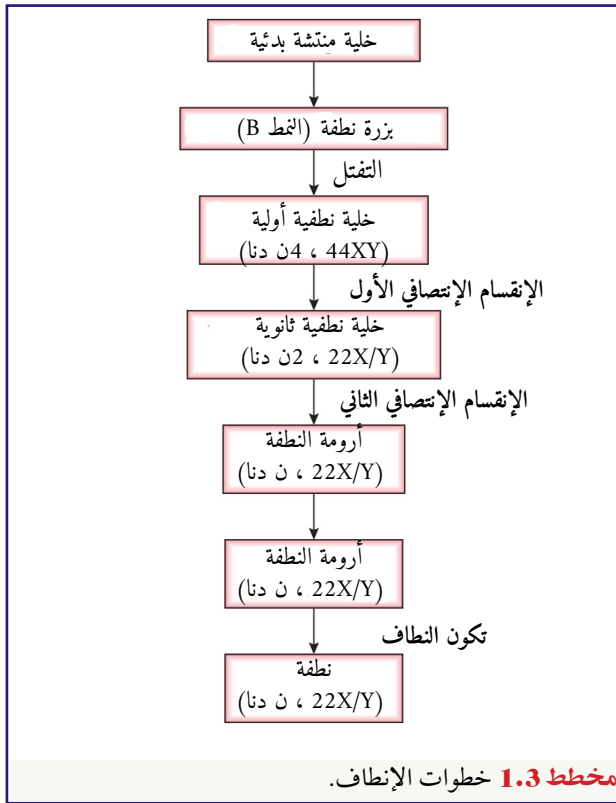 خلية منتشة بدئية
بزرة نطفة (النمط B)
التفتل
خلية نطفية أولية
(44XY ، 4ن دنا)
الإنقسام الإنتصافي الأول
خلية نطفية ثانوية
(22X/Y ، 2ن دنا)
الإنقسام الإنتصافي الثاني
أرومة النطفة
(22X/Y ، ن دنا)
أرومة النطفة
(22X/Y ، ن دنا)
تكون النطاف
نطفة
(22X/Y ، ن دنا)
مخطط 1.3 خطوات الإنطاف.